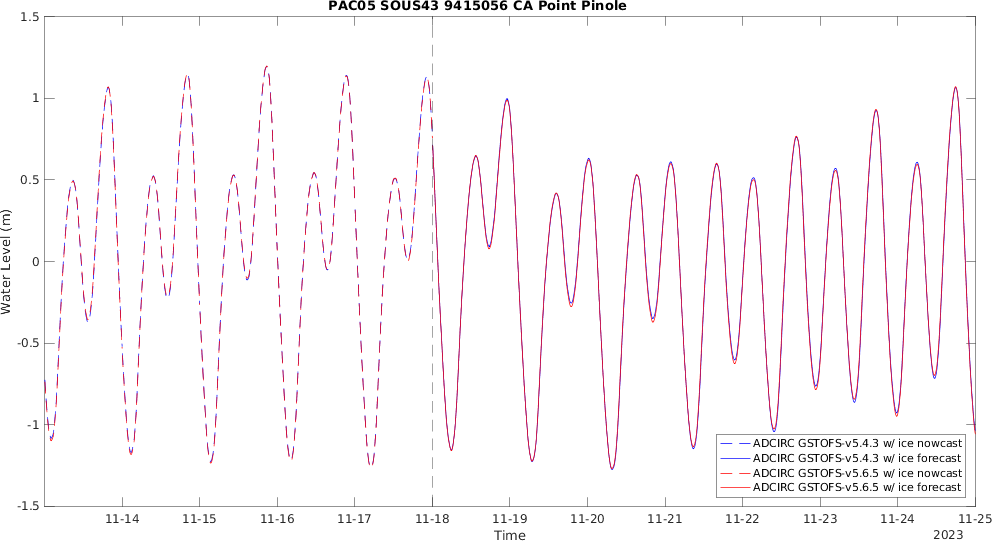 PAC05 SOUS43 9415056 CA Point Pinole
1.5
1
0.5
0
-0.5
-1
-1.5
Water Level (m)
11-14 11-15 11-16 11-17 11-18 11-19 11-20 11-21 11-22 11-23 11-24 11-25
Time
2023
ADCIRC GSTOFS-v5.4.3 w/ ice nowcast
ADCIRC GSTOFS-v5.4.3 w/ ice forecast
ADCIRC GSTOFS-v5.6.5 w/ ice nowcast
ADCIRC GSTOFS-v5.6.5 w/ ice forecast